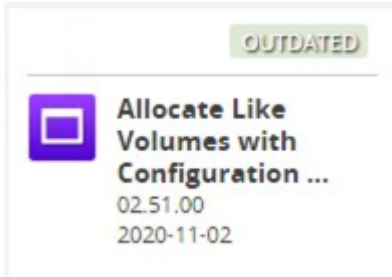 OUTDATED
Allocate Like
Volumes with
Configuration ...
02.51.00
2020-11-02